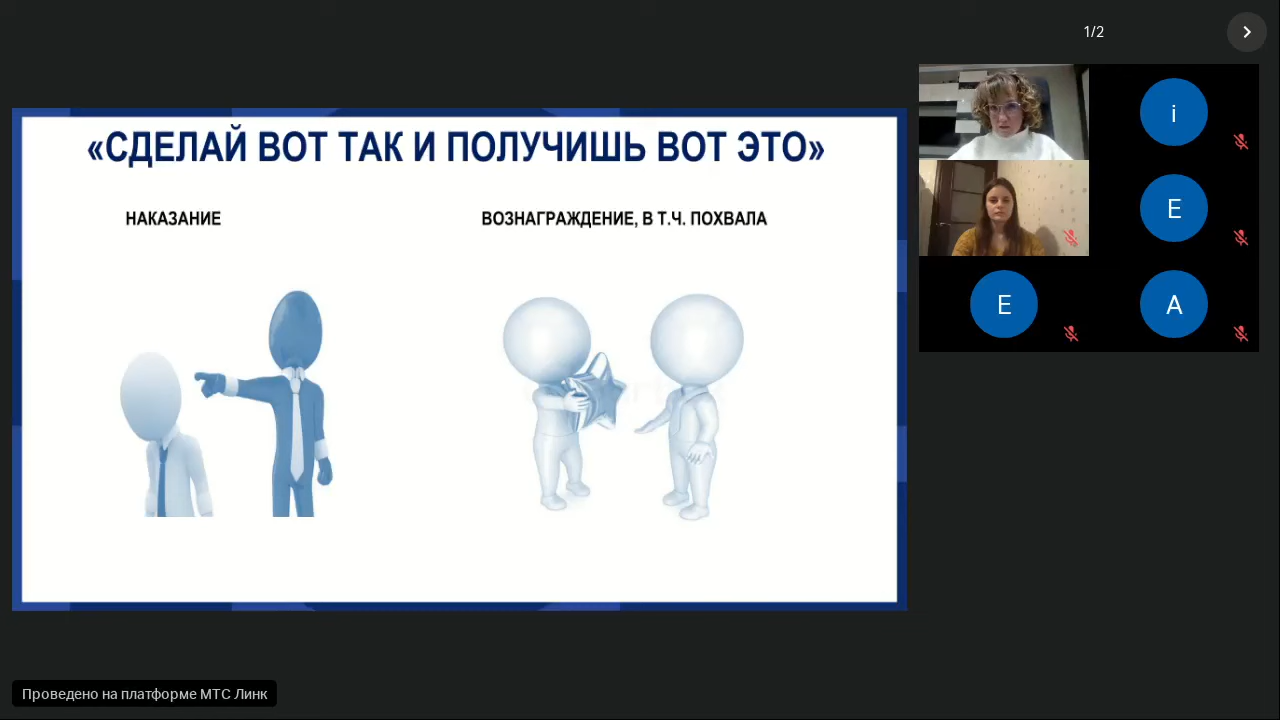 1/2
«СДЕЛАЙ ВОТ ТАК И ПОЛУЧИШЬ ВОТ ЭТО»
НАКАЗАНИЕ
ВОЗНАГРАЖДЕНИЕ, В Т.Ч. ПОХВАЛА
i
E
E
A
Проведено на платформе МТС Линк